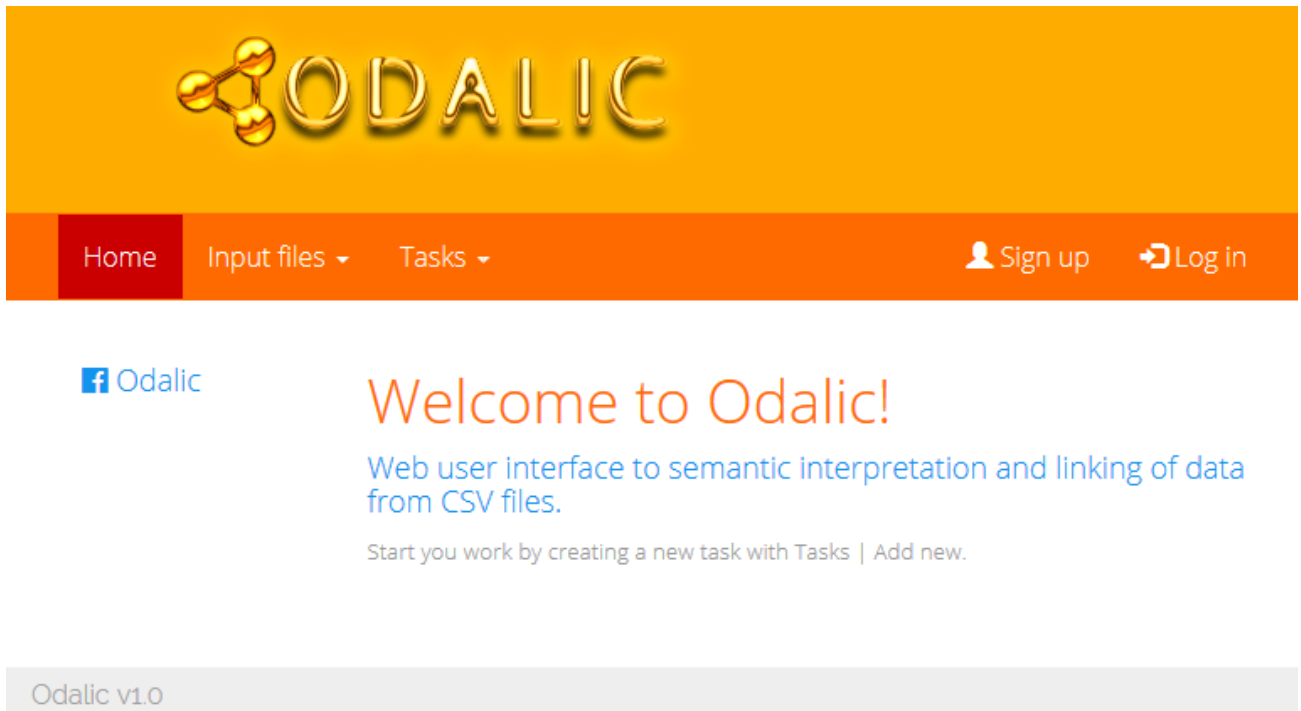 ODALIC
Home Input files Tasks Sign up Log in
Odalic
Welcome to Odalic!
Web user interface to semantic interpretation and linking of data
from CSV files.
Start you work by creating a new task with Tasks | Add new.
Odalic v1.0